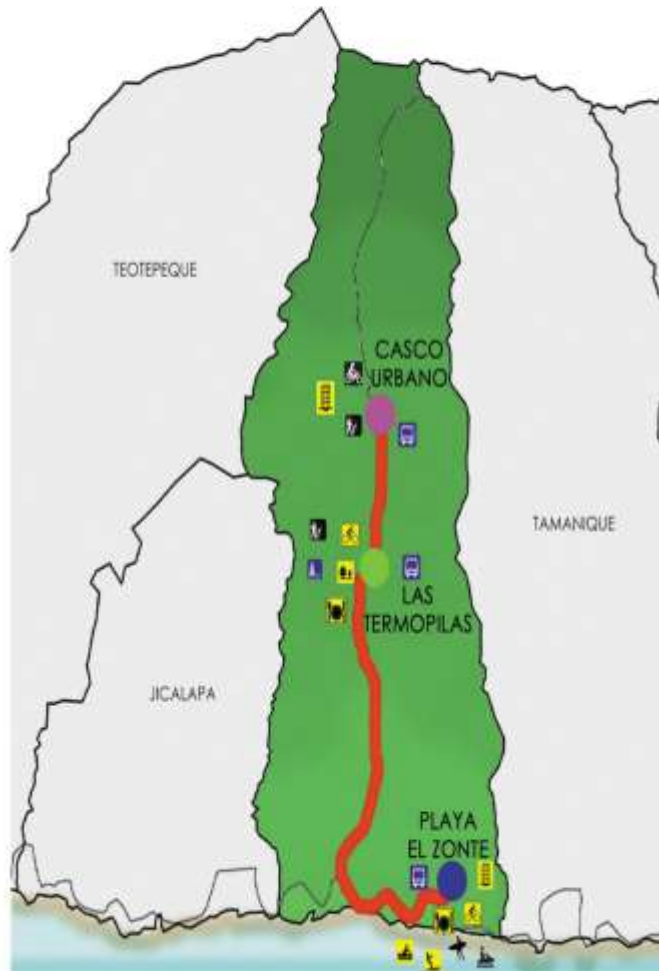 TEOTEPEQUE
CASCO
URBANO
TAMANIQUE
LAS
TERMOPILAS
JICALAPA
PLAYA
EL ZONTE